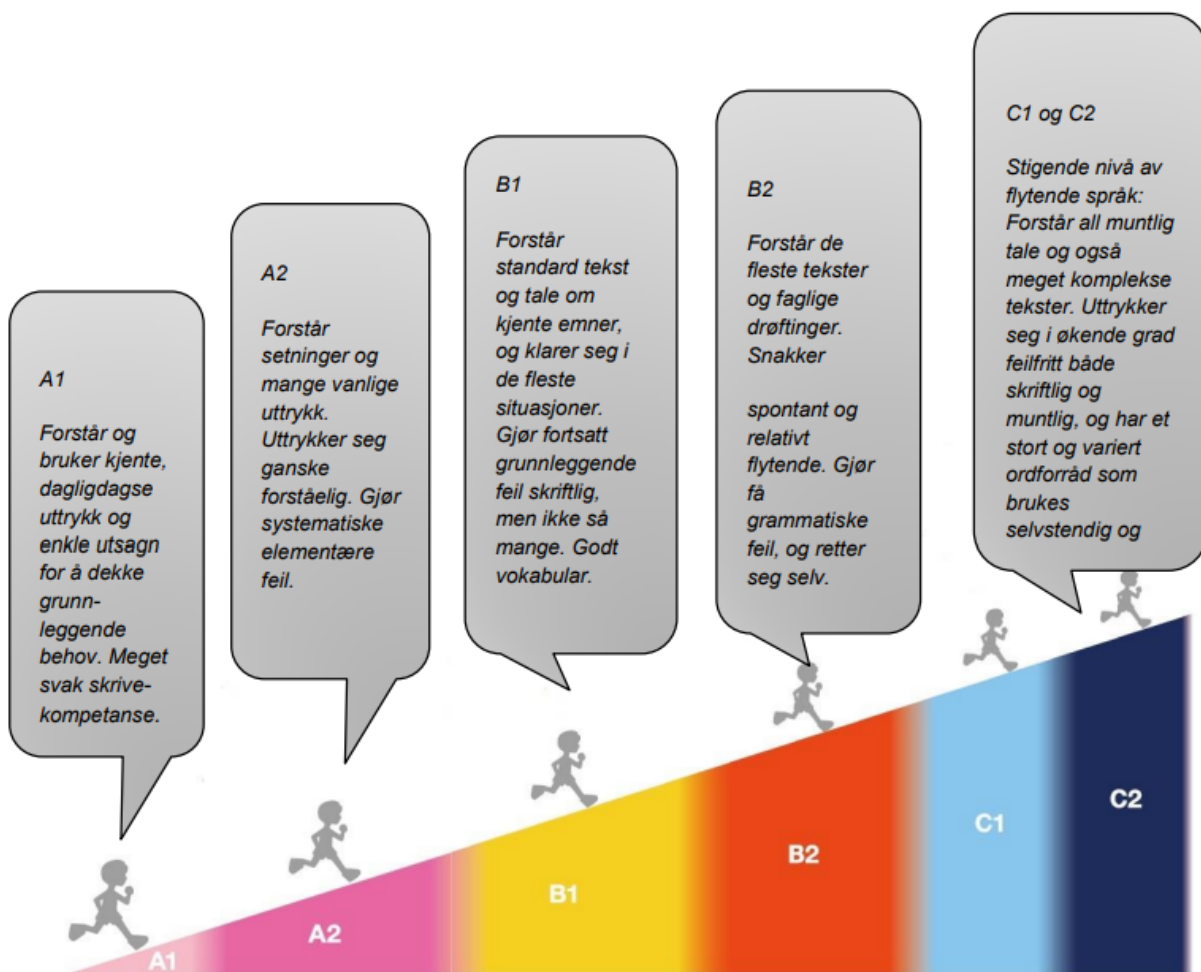 A1
Forstår og
bruker kjente,
dagligdagse
uttrykk og
enkle utsagn
for å dekke
grunn-
leggende
behov. Meget
svak skrive-
kompetanse.
A2
Forstår
setninger og
mange vanlige
uttrykk.
Uttrykker seg
ganske
forståelig. Gjør
systematiske
elementære
feil.
B1
Forstår
standard tekst
og tale om
kjente emner,
og klarer seg i
de fleste
situasjoner.
Gjør fortsatt
grunnleggende
feil skriftlig,
men ikke så
mange. Godt
vokabular.
B2
Forstår de
fleste tekster
og faglige
drøftinger.
Snakker
spontant og
relativt
flytende. Gjør
få
grammatiske
feil, og retter
seg selv.
C1 og C2
Stigende nivå av
flytende språk:
Forstår all muntlig
tale og også
meget komplekse
tekster. Uttrykker
seg i økende grad
feilfritt både
skriftlig og
muntlig, og har et
stort og variert
ordforråd som
brukes
selvstendig og
A1
A2
B1
B2
C1
C2